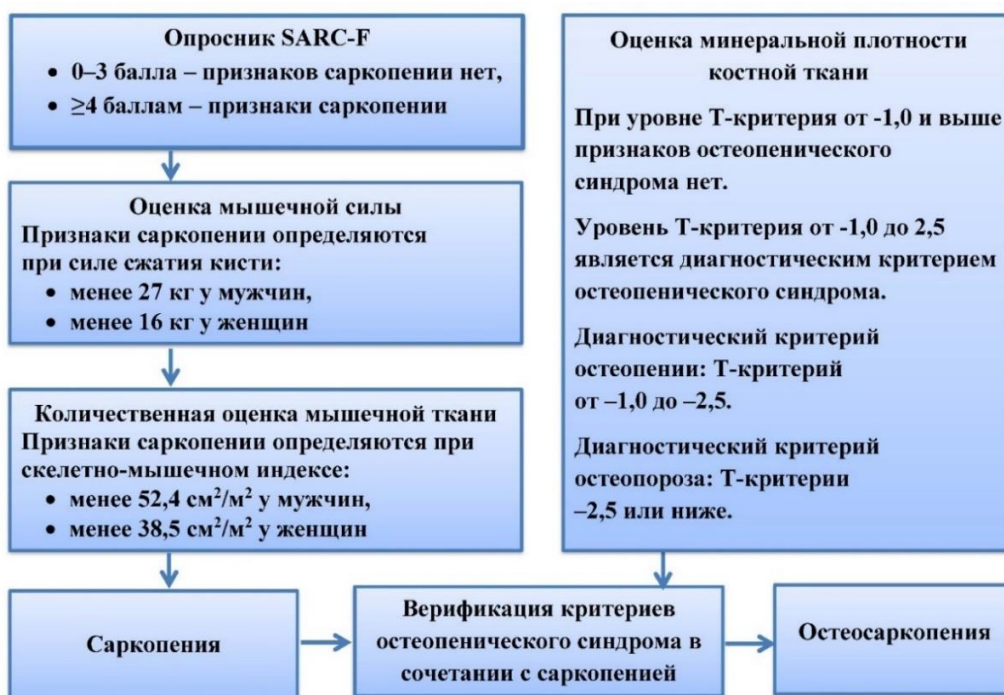 Опросник SARC-F
• 0–3 балла – признаков саркопении нет,
• ≥4 баллам – признаки саркопении
Оценка мышечной силы
Признаки саркопении определяются
при силе сжатия кисти:
• менее 27 кг у мужчин,
• менее 16 кг у женщин
Количественная оценка мышечной ткани
Признаки саркопении определяются при
скелетно-мышечном индексе:
• менее 52,4 см²/м² у мужчин,
• менее 38,5 см²/м² у женщин
Оценка минеральной плотности
костной ткани
При уровне Т-критерия от -1,0 и выше
признаков остеопенического
синдрома нет.
Уровень Т-критерия от -1,0 до 2,5
является диагностическим критерием
остеопенического синдрома.
Диагностический критерий
остеопении: Т-критерий
от –1,0 до –2,5.
Диагностический критерий
остеопороза: Т-критерии
–2,5 или ниже.
Саркопения
Верификация критериев
остеопенического синдрома в
сочетании с саркопенией
Остеосаркопения